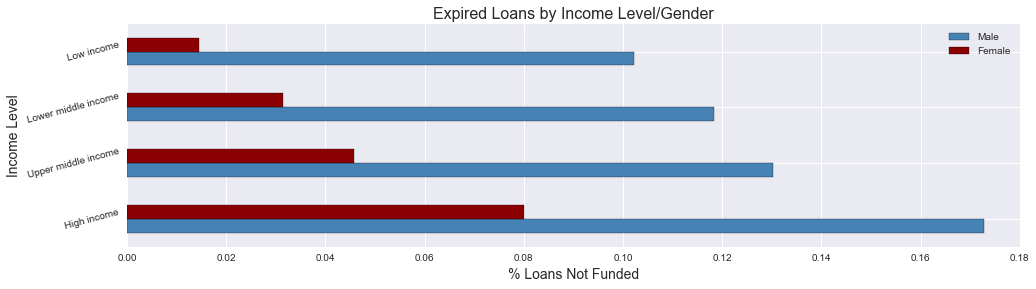 Expired Loans by Income Level/Gender
Male
Female
Income Level
Low income
Lower middle income
Upper middle income
High income
0.00 0.02 0.04 0.06 0.08 0.10 0.12 0.14 0.16 0.18
% Loans Not Funded